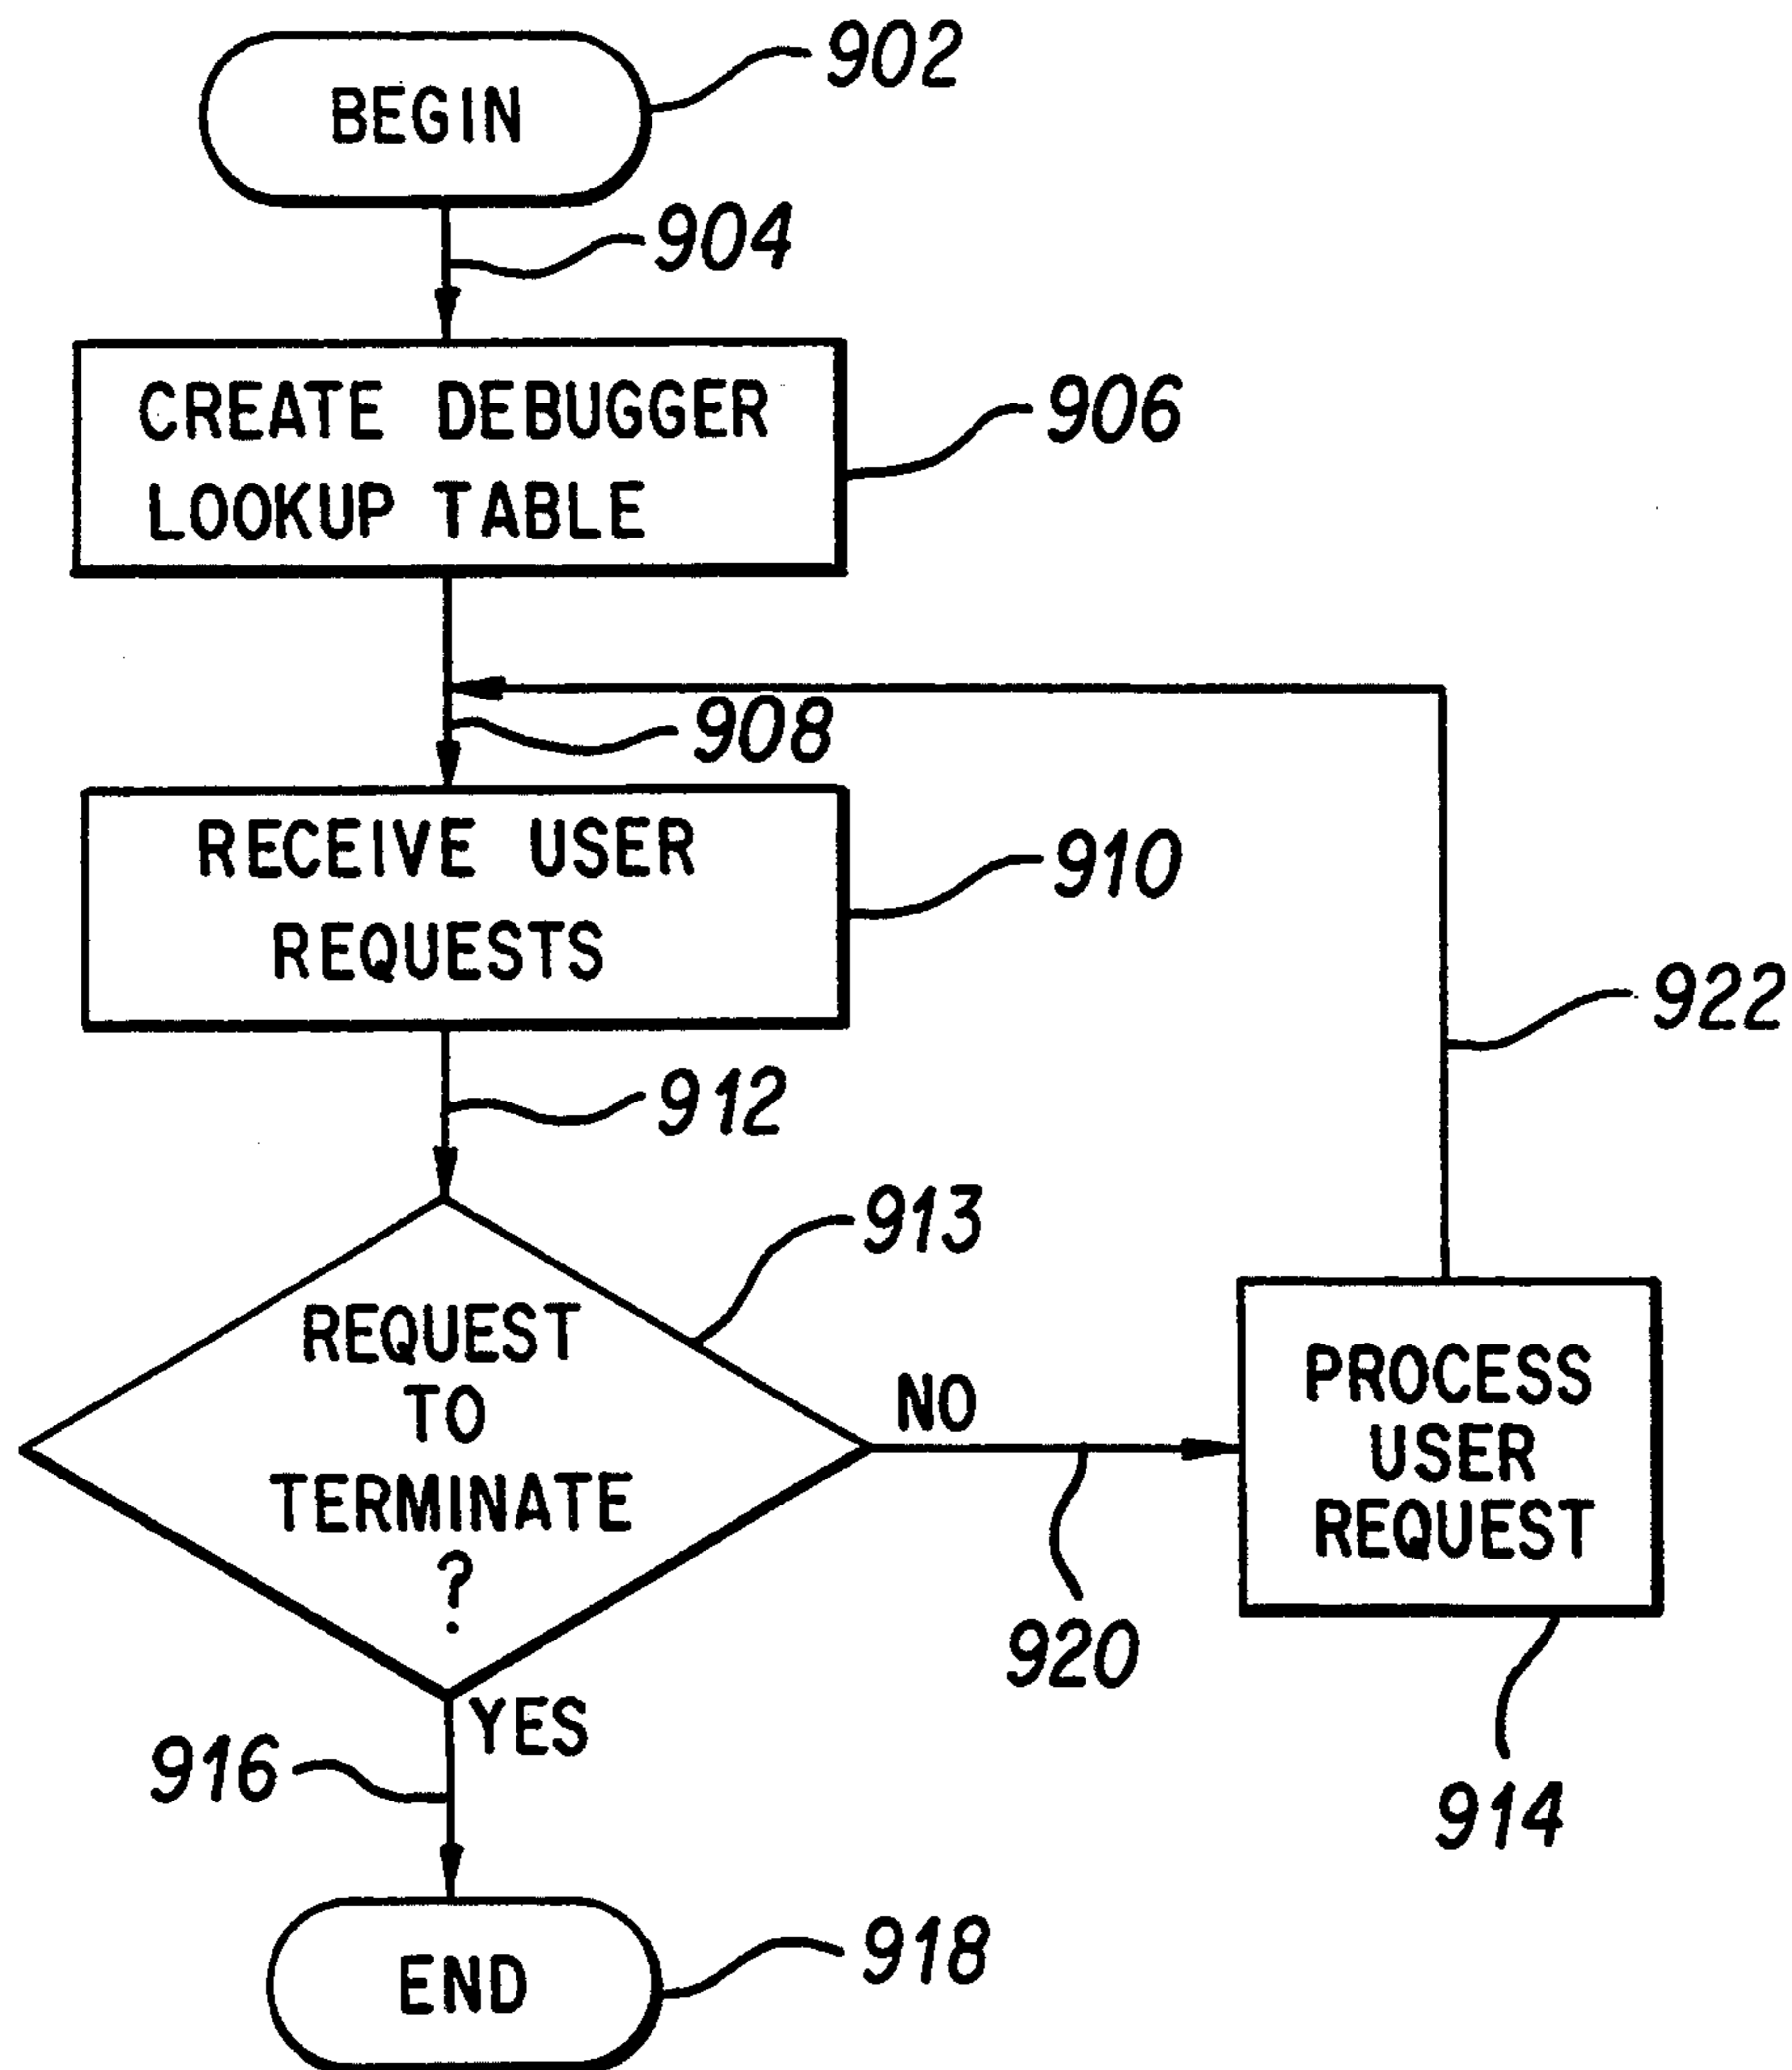 BEGIN
902
904
CREATE DEBUGGER
LOOKUP TABLE
906
908
RECEIVE USER
REQUESTS
910
922
912
913
REQUEST
TO
TERMINATE
?
NO
PROCESS
USER
REQUEST
920
YES
916
914
END
918